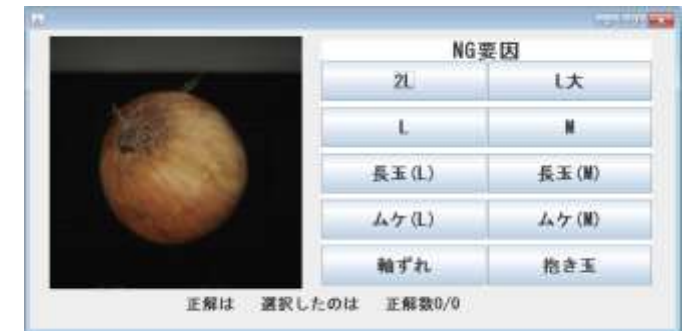 NG要因
2L L大
L M
長玉(L) 長玉(M)
ムケ(L) ムケ(M)
軸ずれ 抱き玉
正解は 選択したのは 正解数0/0